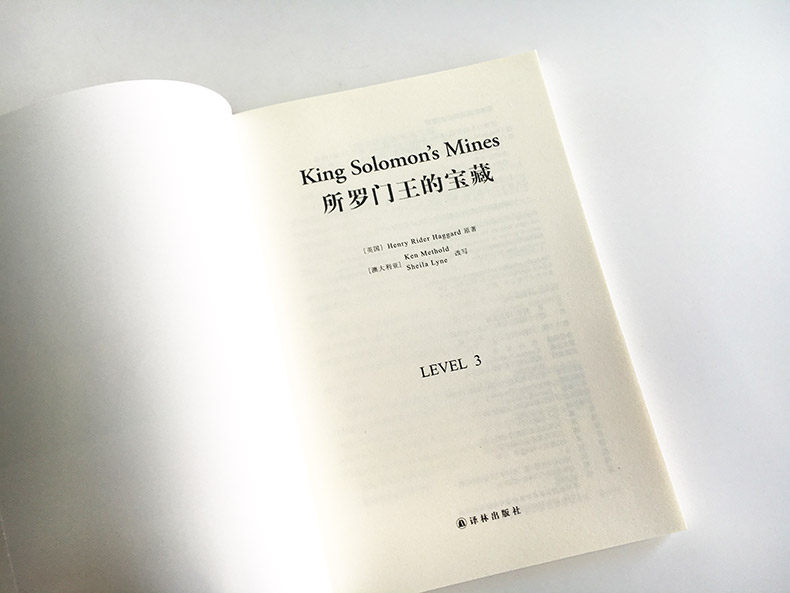 King Solomon's Mines
所罗门王的宝藏
［英国］ Henry Rider Haggard 原著
Ken Methold
［澳大利亚］ Sheila Lyne 改写
LEVEL 3
译林出版社